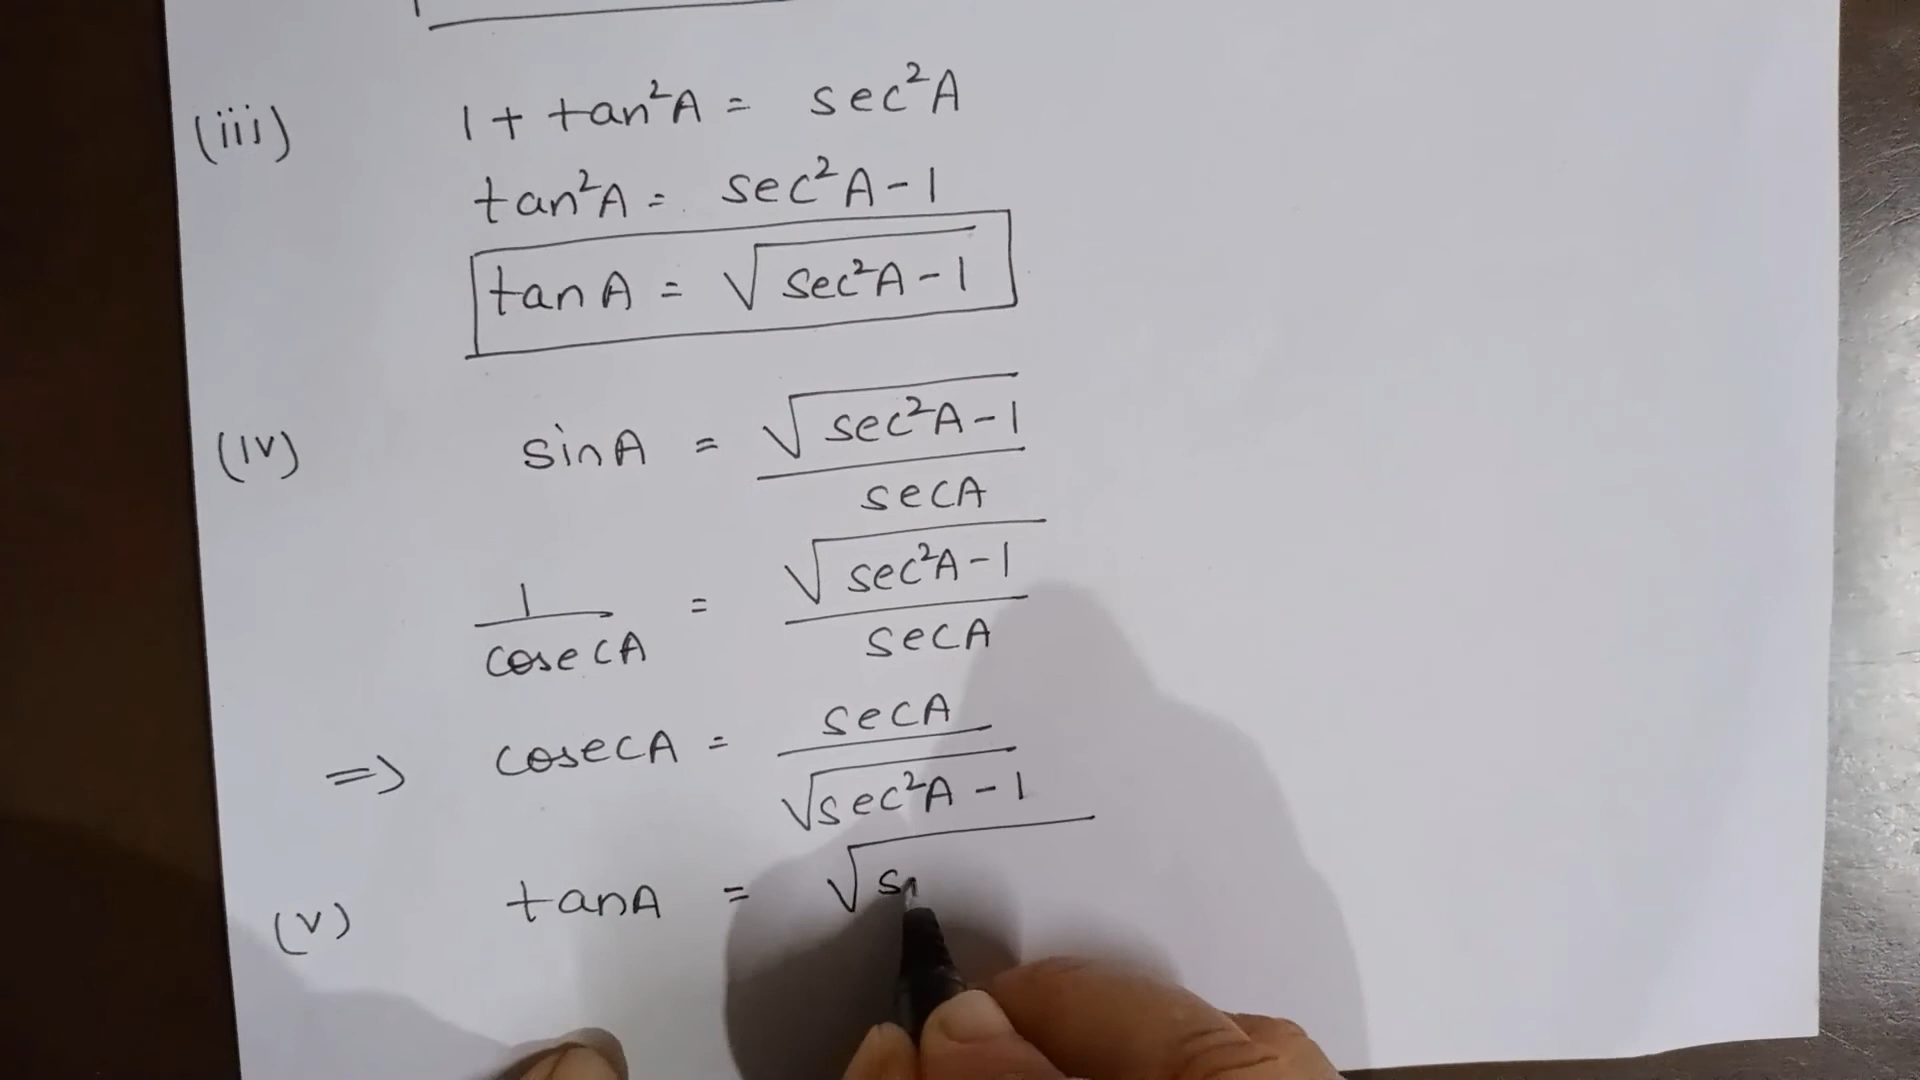 (iii) 1 + tan²A = sec²A
tan²A = sec²A - 1
tan A = √sec²A - 1
(iv) sinA = √sec²A - 1 / secA
1 / cosecA = √sec²A - 1 / secA
=> cosecA = secA / √sec²A - 1
(v) tanA = √s